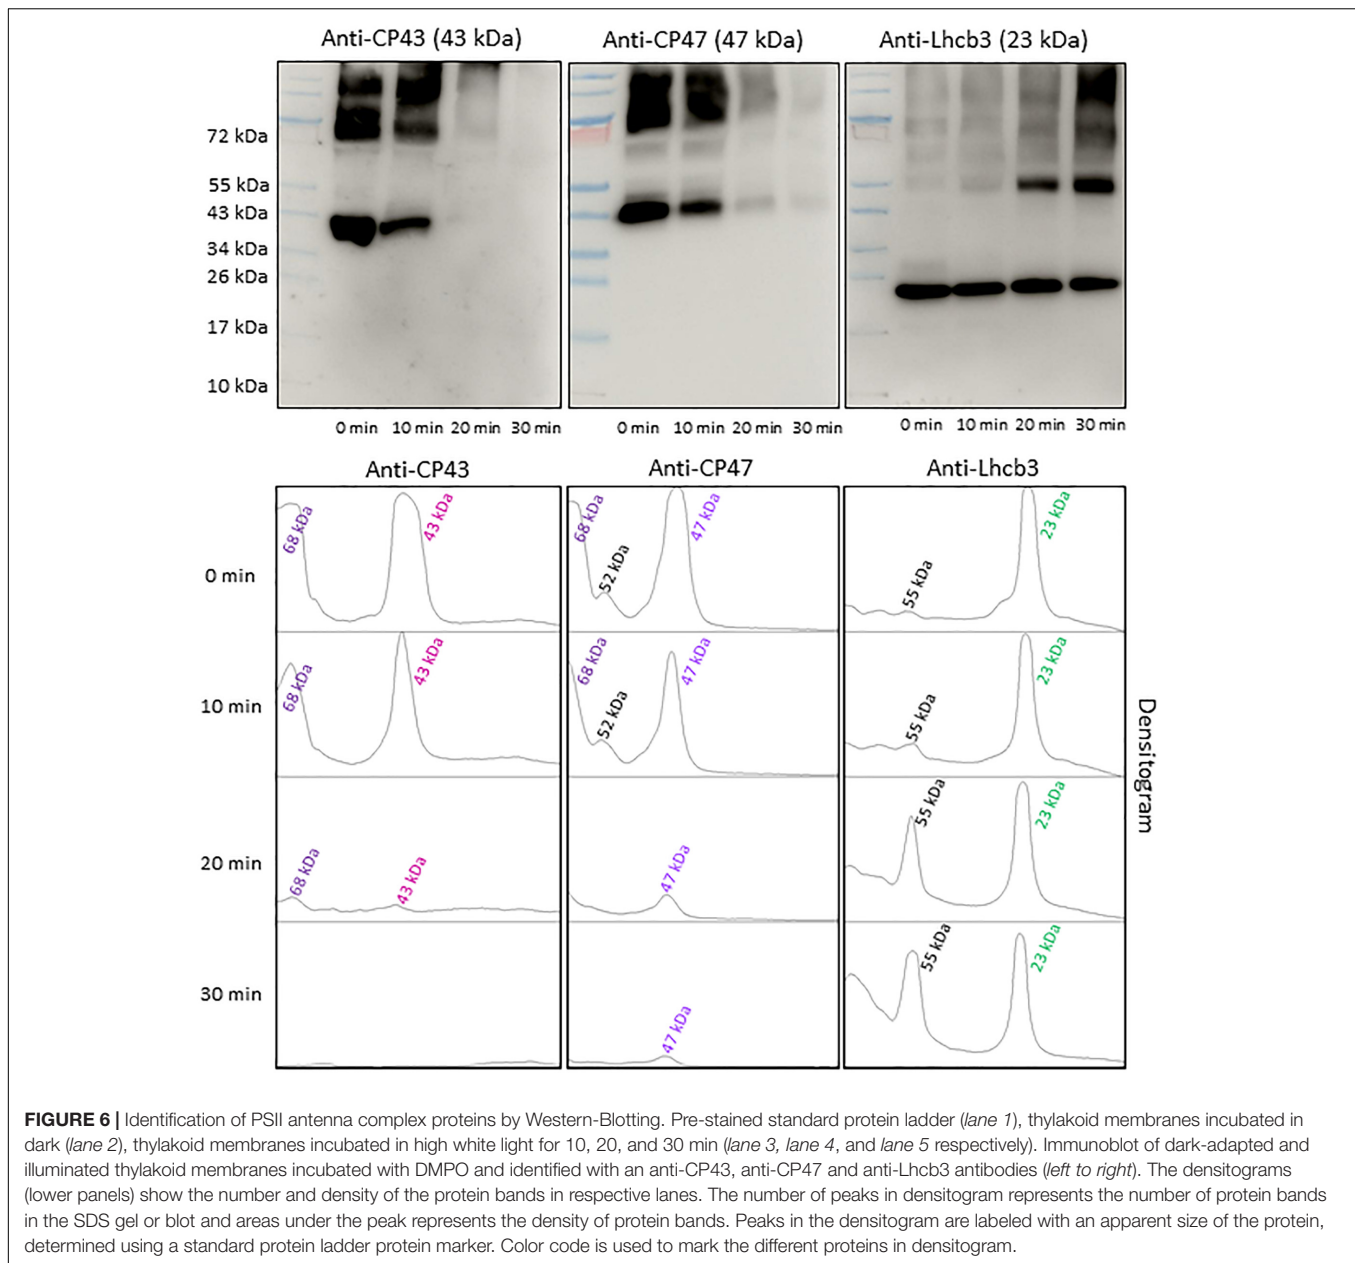 Anti-CP43 (43 kDa)
Anti-CP47 (47 kDa)
Anti-Lhcb3 (23 kDa)
72 kDa
55 kDa
43 kDa
34 kDa
26 kDa
17 kDa
10 kDa
0 min 10 min 20 min 30 min
0 min 10 min 20 min 30 min
0 min 10 min 20 min 30 min
Anti-CP43
Anti-CP47
Anti-Lhcb3
0 min
68 kDa
43 kDa
68 kDa
52 kDa
47 kDa
55 kDa
23 kDa
10 min
68 kDa
43 kDa
68 kDa
52 kDa
47 kDa
55 kDa
23 kDa
20 min
68 kDa
43 kDa
47 kDa
55 kDa
23 kDa
30 min
47 kDa
55 kDa
23 kDa
Densitogram
FIGURE 6 | Identification of PSII antenna complex proteins by Western-Blotting. Pre-stained standard protein ladder (lane 1), thylakoid membranes incubated in
dark (lane 2), thylakoid membranes incubated in high white light for 10, 20, and 30 min (lane 3, lane 4, and lane 5 respectively). Immunoblot of dark-adapted and
illuminated thylakoid membranes incubated with DMPO and identified with an anti-CP43, anti-CP47 and anti-Lhcb3 antibodies (left to right). The densitograms
(lower panels) show the number and density of the protein bands in respective lanes. The number of peaks in densitogram represents the number of protein bands
in the SDS gel or blot and areas under the peak represents the density of protein bands. Peaks in the densitogram are labeled with an apparent size of the protein,
determined using a standard protein ladder protein marker. Color code is used to mark the different proteins in densitogram.